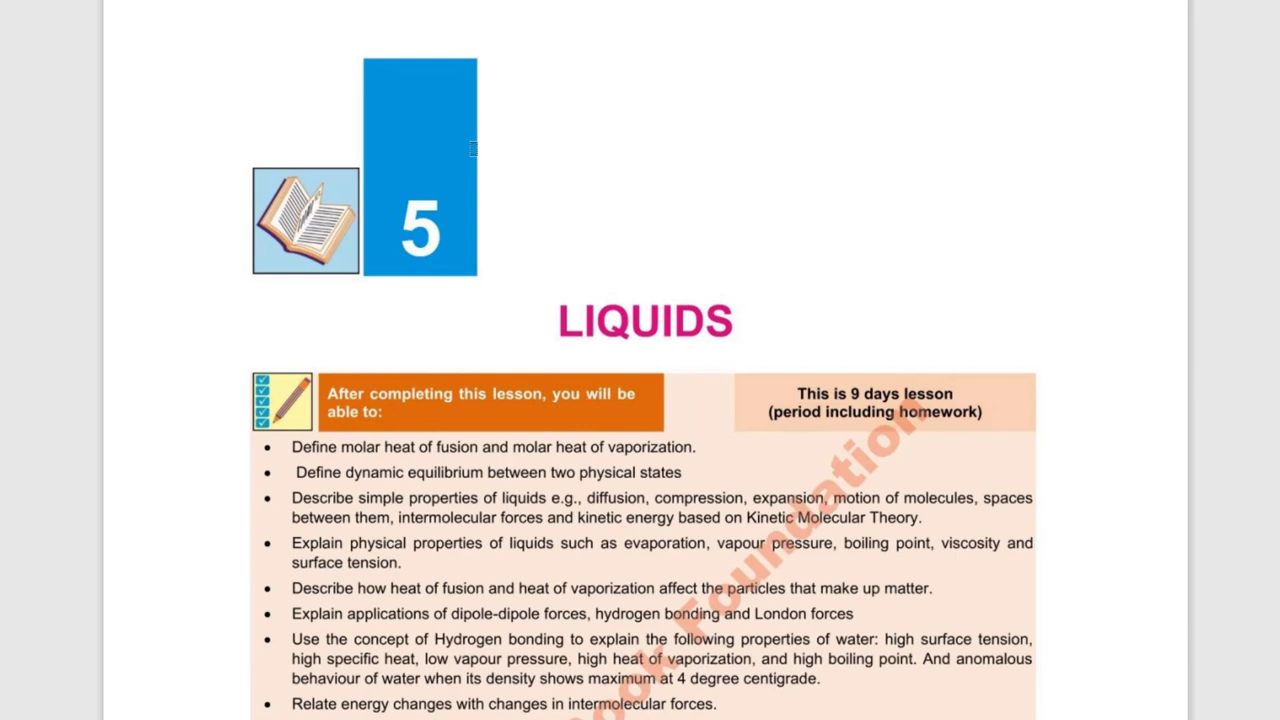 5
LIQUIDS
After completing this lesson, you will be
able to:
This is 9 days lesson
(period including homework)
• Define molar heat of fusion and molar heat of vaporization.
• Define dynamic equilibrium between two physical states
• Describe simple properties of liquids e.g., diffusion, compression, expansion, motion of molecules, spaces
between them, intermolecular forces and kinetic energy based on Kinetic Molecular Theory.
• Explain physical properties of liquids such as evaporation, vapour pressure, boiling point, viscosity and
surface tension.
• Describe how heat of fusion and heat of vaporization affect the particles that make up matter.
• Explain applications of dipole-dipole forces, hydrogen bonding and London forces
• Use the concept of Hydrogen bonding to explain the following properties of water: high surface tension,
high specific heat, low vapour pressure, high heat of vaporization, and high boiling point. And anomalous
behaviour of water when its density shows maximum at 4 degree centigrade.
• Relate energy changes with changes in intermolecular forces.
Book Foundation